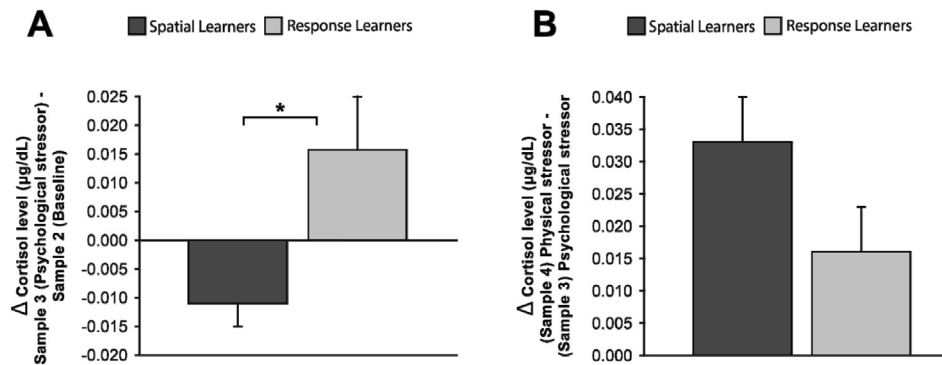 A
Spatial Learners Response Learners
Δ Cortisol level (µg/dL)
Sample 3 (Psychological stressor) -
Sample 2 (Baseline)
0.025
0.020
0.015
0.010
0.005
0.000
-0.005
-0.010
-0.015
-0.020
*
B
Spatial Learners Response Learners
Δ Cortisol level (µg/dL)
(Sample 4) Physical stressor -
(Sample 3) Psychological stressor
0.040
0.035
0.030
0.025
0.020
0.015
0.010
0.005
0.000